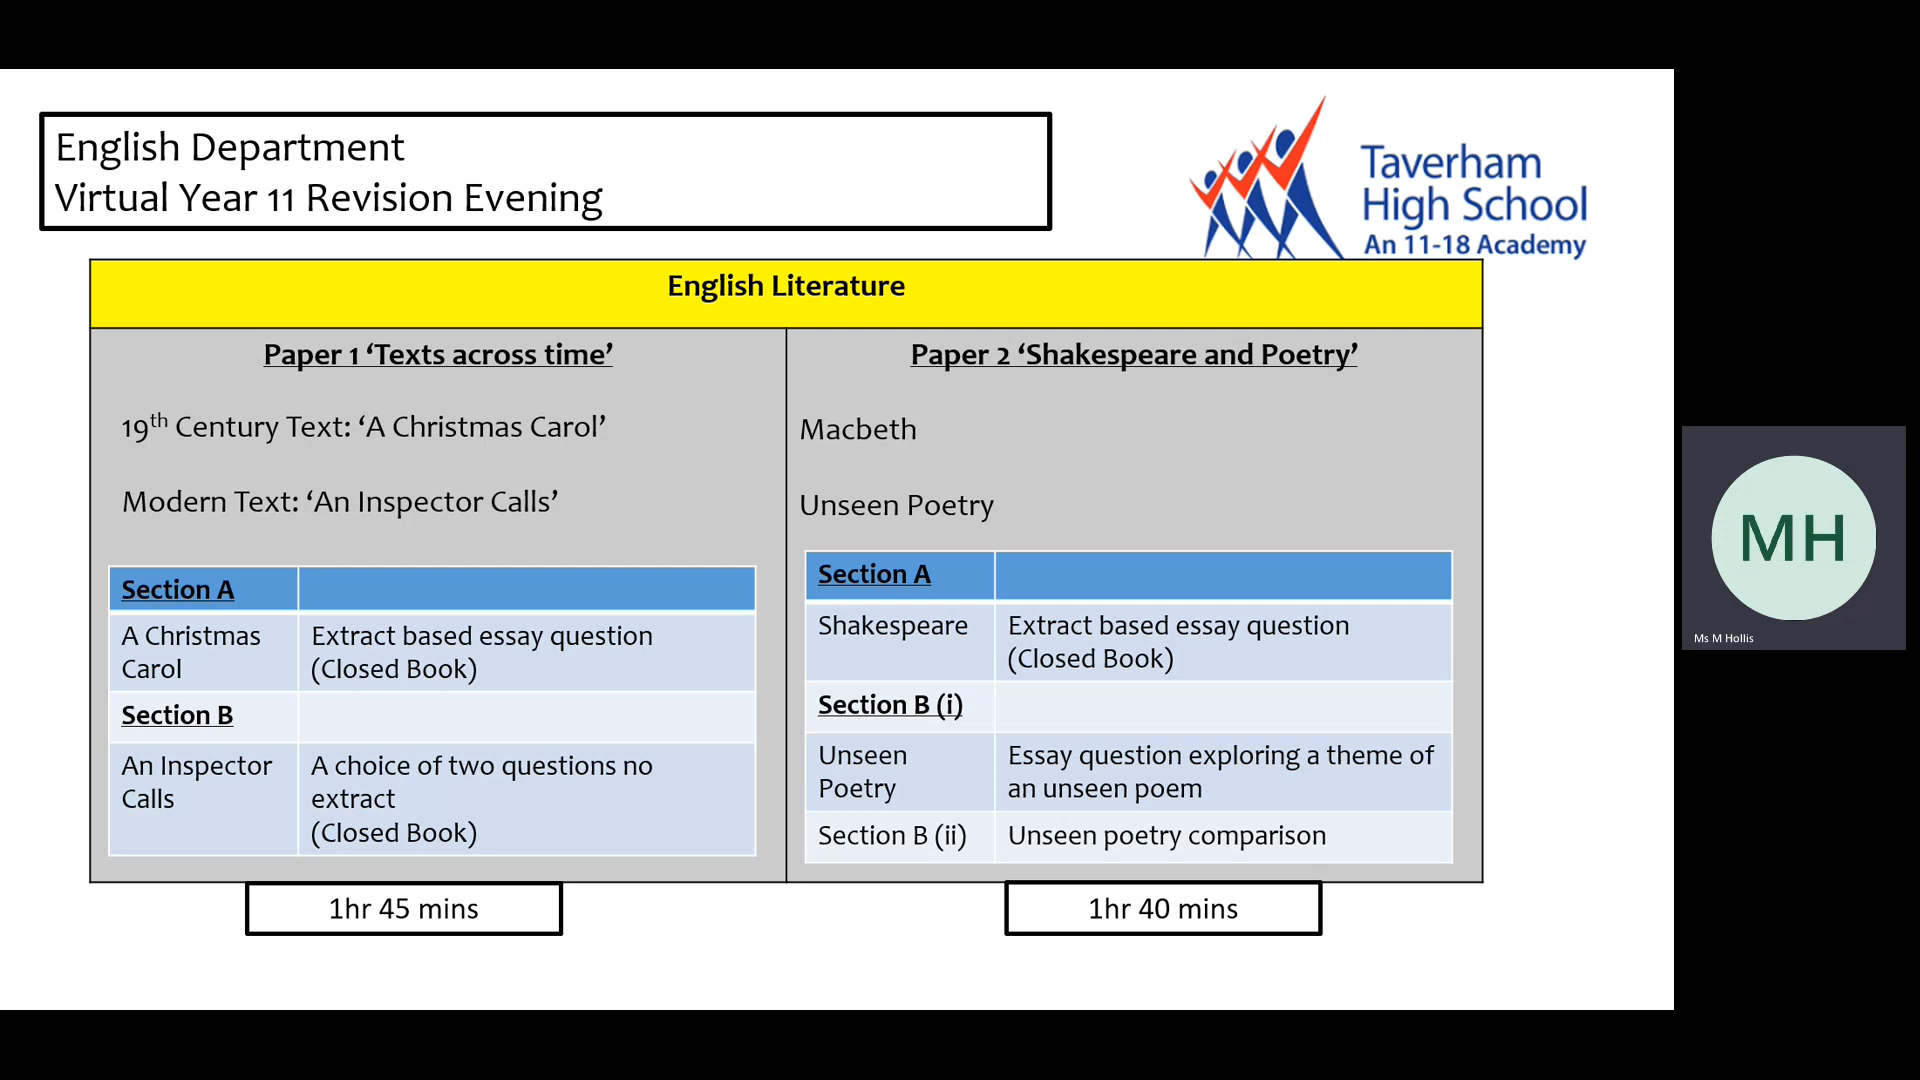 English Department
Virtual Year 11 Revision Evening
Taverham
High School
An 11-18 Academy
English Literature
Paper 1 ‘Texts across time’
19th Century Text: ‘A Christmas Carol’
Modern Text: ‘An Inspector Calls’
Section A
A Christmas
Carol
Extract based essay question
(Closed Book)
Section B
An Inspector
Calls
A choice of two questions no
extract
(Closed Book)
1hr 45 mins
Paper 2 ‘Shakespeare and Poetry’
Macbeth
Unseen Poetry
Section A
Shakespeare
Extract based essay question
(Closed Book)
Section B (i)
Unseen
Poetry
Essay question exploring a theme of
an unseen poem
Section B (ii)
Unseen poetry comparison
1hr 40 mins
MH
Ms M Hollis